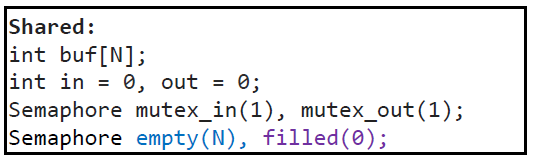 Shared:
int buf[N];
int in = 0, out = 0;
Semaphore mutex_in(1), mutex_out(1);
Semaphore empty(N), filled(0);